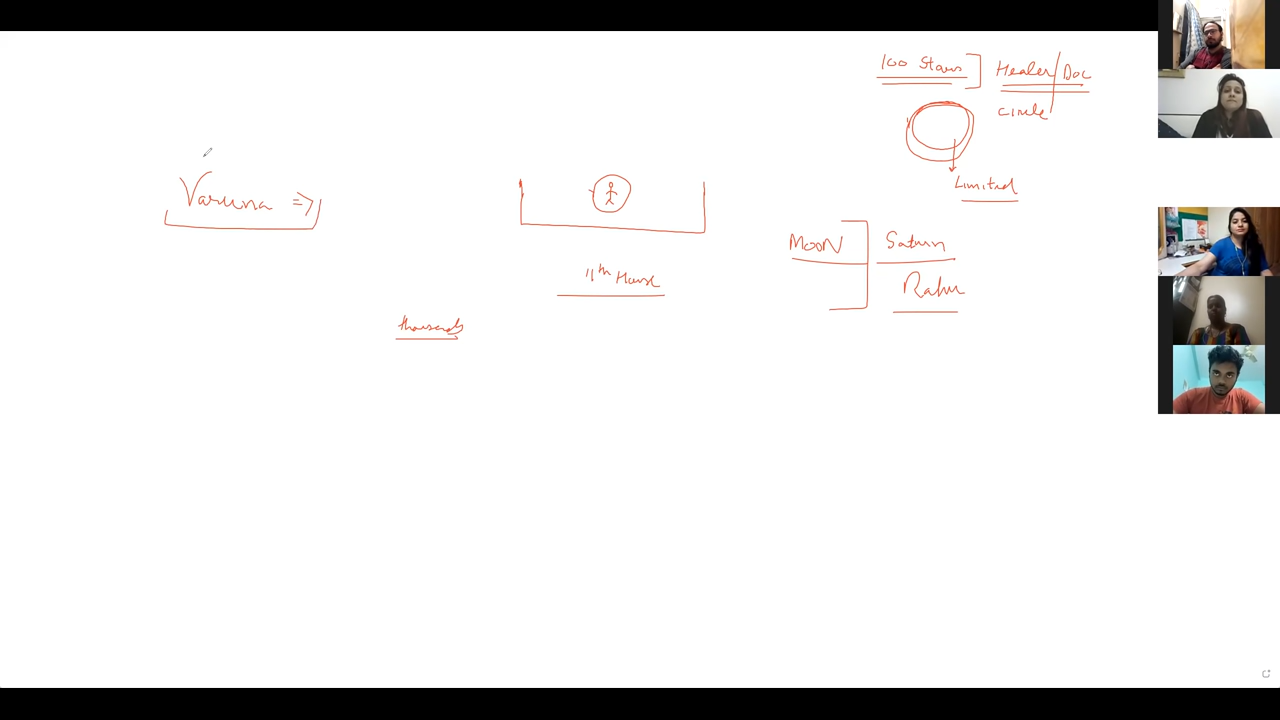 100 Stars
Healer/Doc
Circle
Limited
Varuna =>
11th House
Moon
Saturn
Rahu
thousands